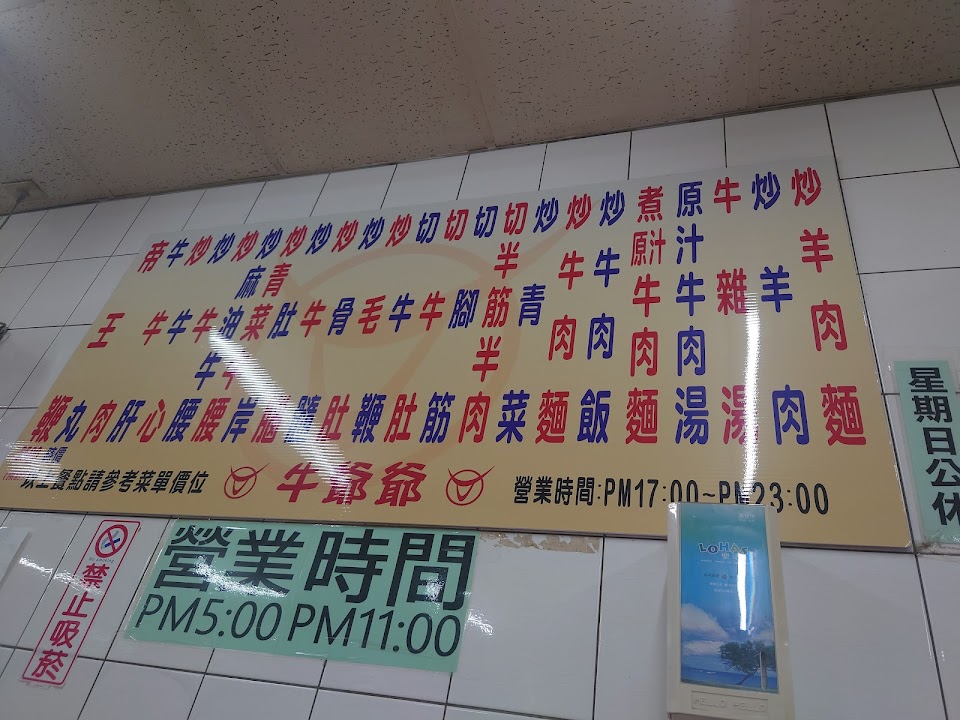 炒羊肉麵
炒羊肉
牛雜湯
原汁牛肉湯
煮原汁牛肉麵
炒牛肉飯
炒牛肉麵
炒青菜
切半筋半肉
切腳筋
切牛肚
切牛鞭
炒毛肚
炒骨髓
炒牛腦
炒肚岸
炒青菜牛腰
炒麻油牛腰
炒牛心
炒牛肝
炒牛肉
牛丸
帝王鞭
以上餐點請參考菜單價位
牛爺爺
營業時間:PM17:00~PM23:00
星期日公休
營業時間
PM5:00 PM11:00
禁止吸菸
LOHAS
HELLO HELLO